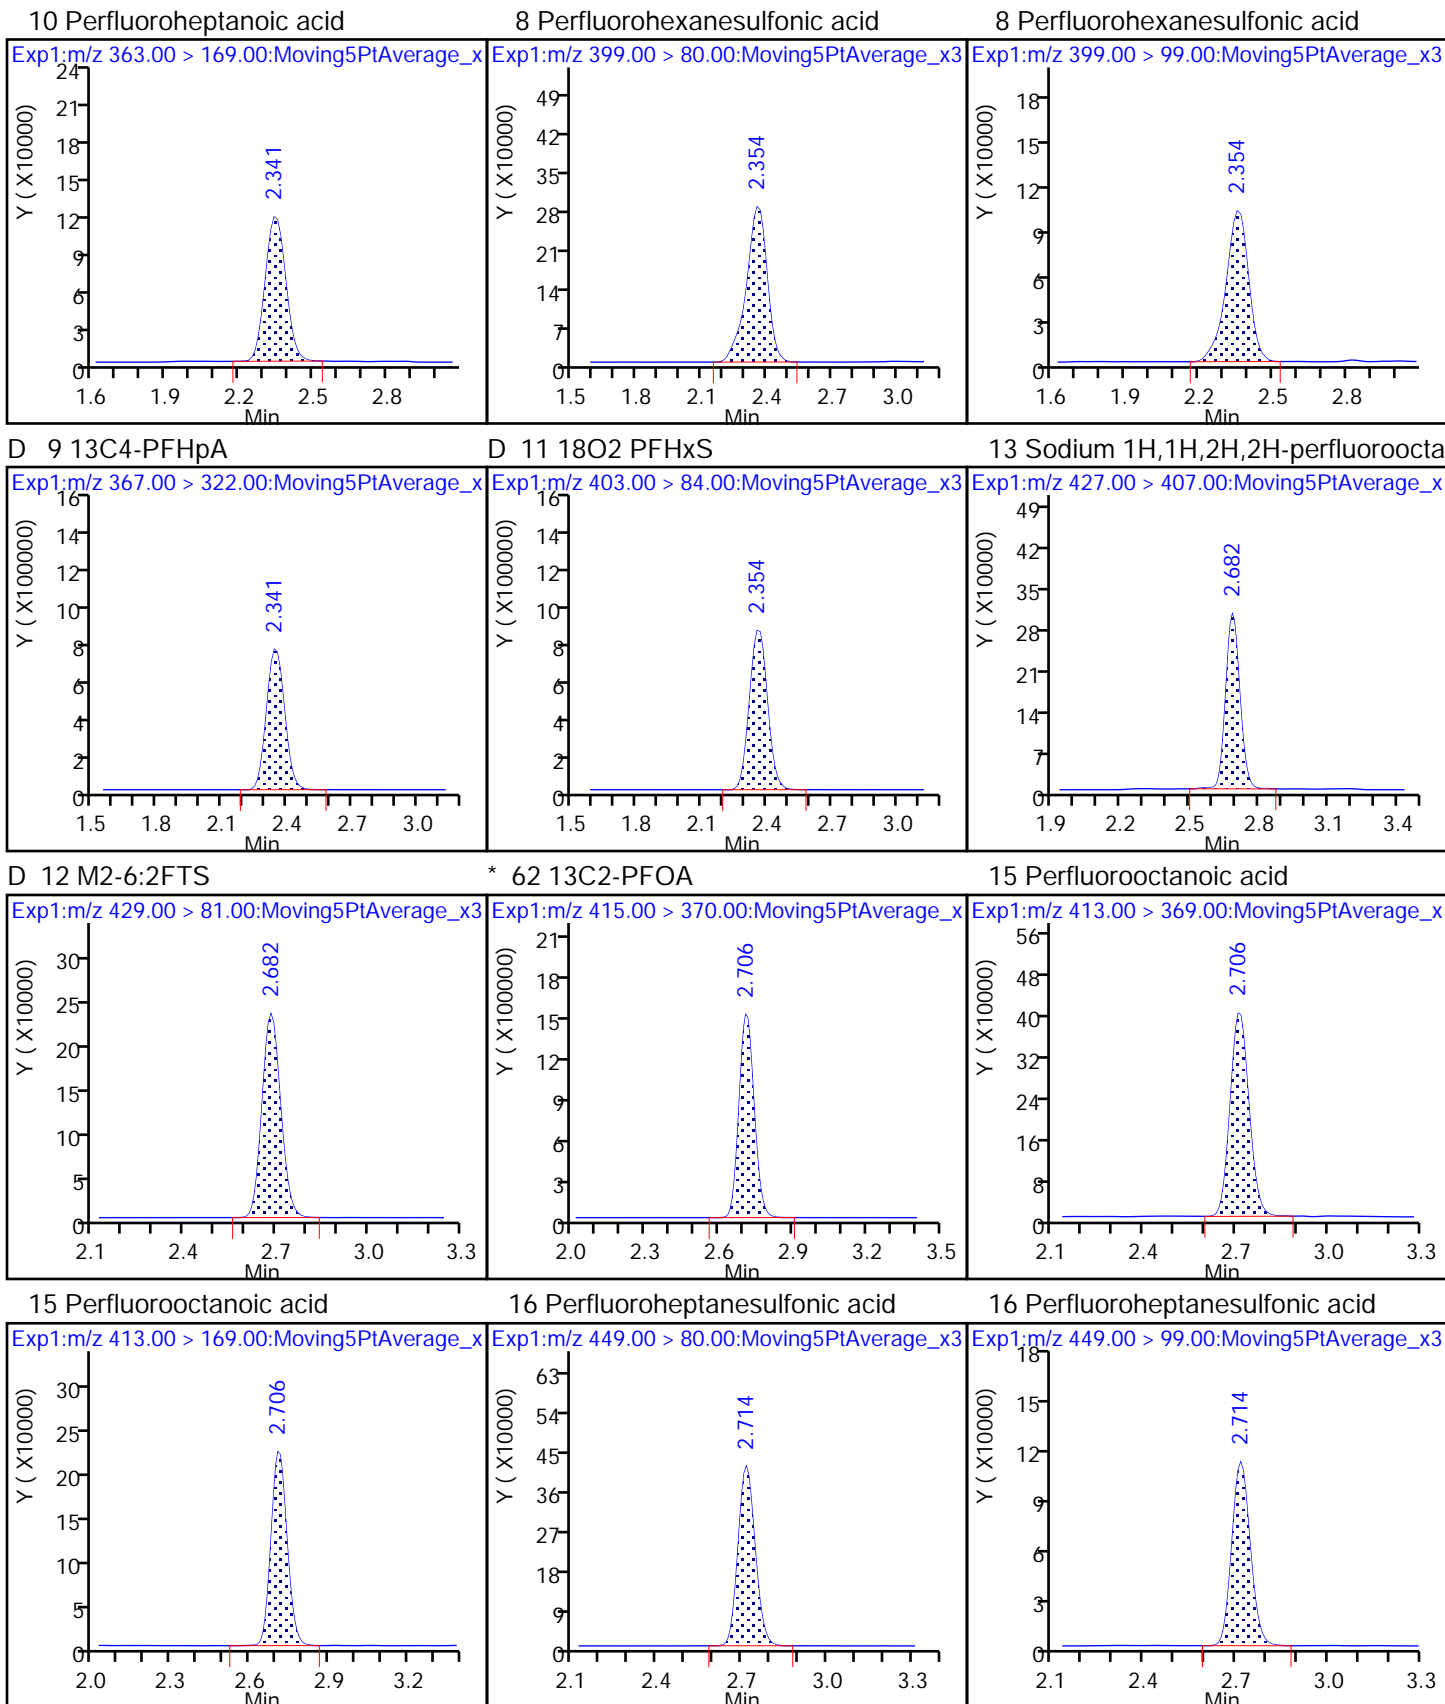 10 Perfluoroheptanoic acid
Exp1:m/z 363.00 > 169.00:Moving5PtAverage_x
Y ( X10000)
24
21
18
15
12
9
6
3
0
2.341
1.6 1.9 2.2 2.5 2.8
Min
8 Perfluorohexanesulfonic acid
Exp1:m/z 399.00 > 80.00:Moving5PtAverage_x3
Y ( X10000)
49
42
35
28
21
14
7
0
2.354
1.5 1.8 2.1 2.4 2.7 3.0
Min
8 Perfluorohexanesulfonic acid
Exp1:m/z 399.00 > 99.00:Moving5PtAverage_x3
Y ( X10000)
18
15
12
9
6
3
0
2.354
1.6 1.9 2.2 2.5 2.8
Min
D 9 13C4-PFHpA
Exp1:m/z 367.00 > 322.00:Moving5PtAverage_x
Y ( X100000)
16
14
12
10
8
6
4
2
0
2.341
1.5 1.8 2.1 2.4 2.7 3.0
Min
D 11 18O2 PFHxS
Exp1:m/z 403.00 > 84.00:Moving5PtAverage_x3
Y ( X100000)
16
14
12
10
8
6
4
2
0
2.354
1.5 1.8 2.1 2.4 2.7 3.0
Min
13 Sodium 1H,1H,2H,2H-perfluoroocta
Exp1:m/z 427.00 > 407.00:Moving5PtAverage_x
Y ( X10000)
49
42
35
28
21
14
7
0
2.682
1.9 2.2 2.5 2.8 3.1 3.4
Min
D 12 M2-6:2FTS
Exp1:m/z 429.00 > 81.00:Moving5PtAverage_x3
Y ( X10000)
30
25
20
15
10
5
0
2.682
2.1 2.4 2.7 3.0 3.3
Min
* 62 13C2-PFOA
Exp1:m/z 415.00 > 370.00:Moving5PtAverage_x
Y ( X100000)
21
18
15
12
9
6
3
0
2.706
2.0 2.3 2.6 2.9 3.2 3.5
Min
15 Perfluorooctanoic acid
Exp1:m/z 413.00 > 369.00:Moving5PtAverage_x
Y ( X10000)
56
48
40
32
24
16
8
0
2.706
2.1 2.4 2.7 3.0 3.3
Min
15 Perfluorooctanoic acid
Exp1:m/z 413.00 > 169.00:Moving5PtAverage_x
Y ( X10000)
30
25
20
15
10
5
0
2.706
2.0 2.3 2.6 2.9 3.2
Min
16 Perfluoroheptanesulfonic acid
Exp1:m/z 449.00 > 80.00:Moving5PtAverage_x3
Y ( X10000)
63
54
45
36
27
18
9
0
2.714
2.1 2.4 2.7 3.0 3.3
Min
16 Perfluoroheptanesulfonic acid
Exp1:m/z 449.00 > 99.00:Moving5PtAverage_x3
Y ( X10000)
18
15
12
9
6
3
0
2.714
2.1 2.4 2.7 3.0 3.3
Min